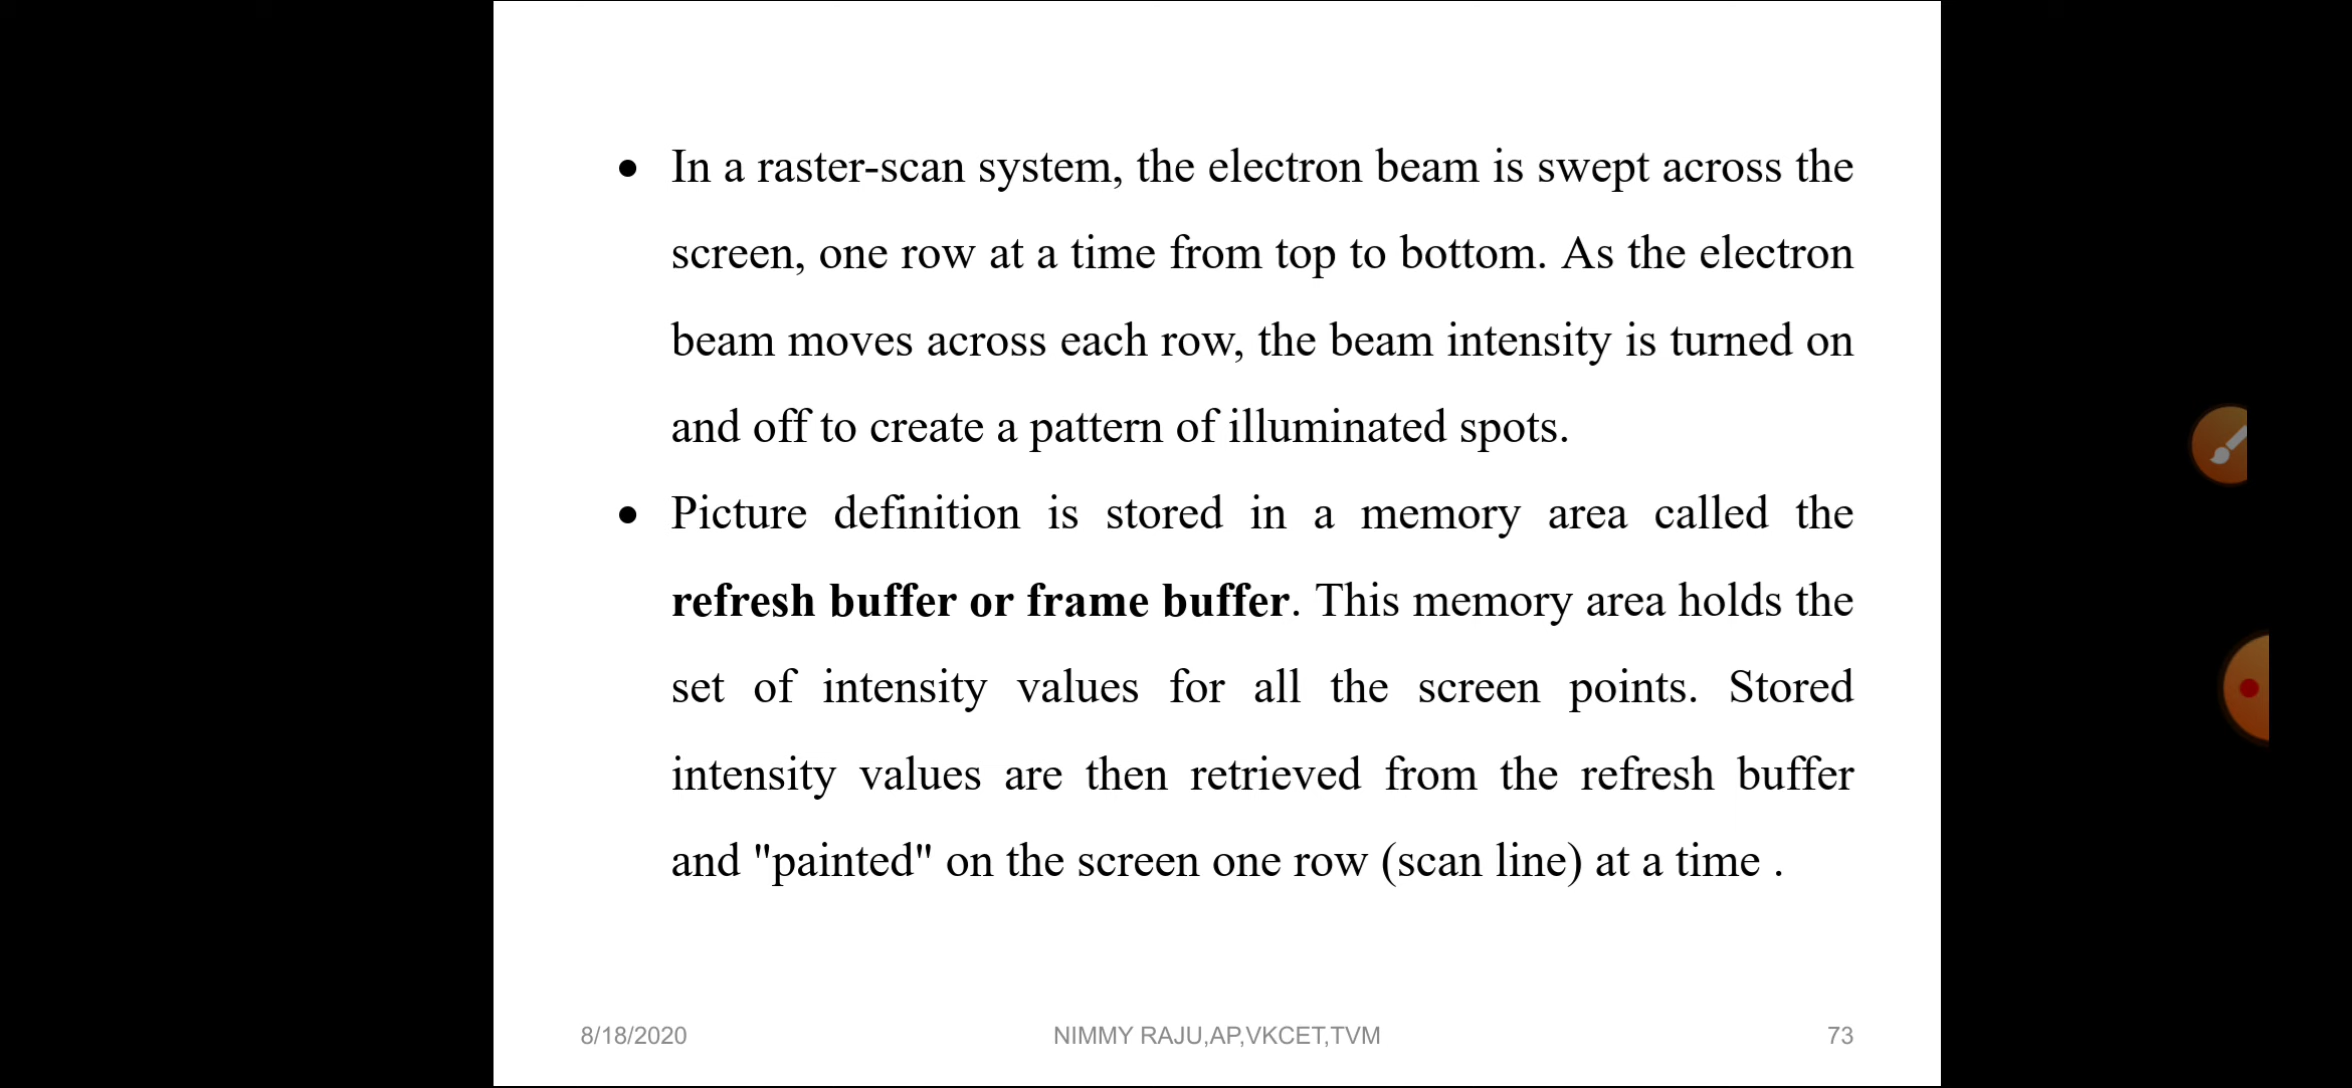 • In a raster-scan system, the electron beam is swept across the
screen, one row at a time from top to bottom. As the electron
beam moves across each row, the beam intensity is turned on
and off to create a pattern of illuminated spots.
• Picture definition is stored in a memory area called the
refresh buffer or frame buffer. This memory area holds the
set of intensity values for all the screen points. Stored
intensity values are then retrieved from the refresh buffer
and "painted" on the screen one row (scan line) at a time .
8/18/2020 NIMMY RAJU,AP,VKCET,TVM 73